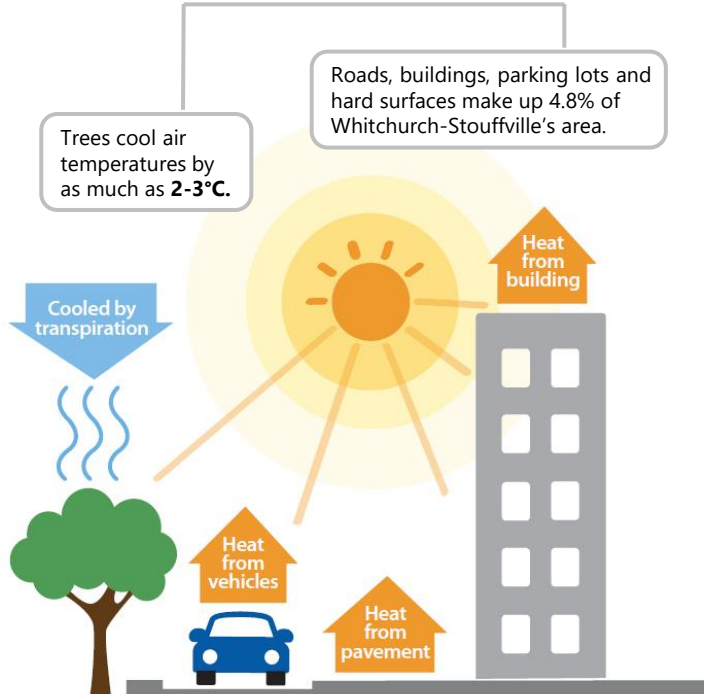 Roads, buildings, parking lots and
hard surfaces make up 4.8% of
Whitchurch-Stouffville’s area.
Trees cool air
temperatures by
as much as 2-3°C.
Heat
from
building
Cooled by
transpiration
Heat
from
vehicles
Heat
from
pavement